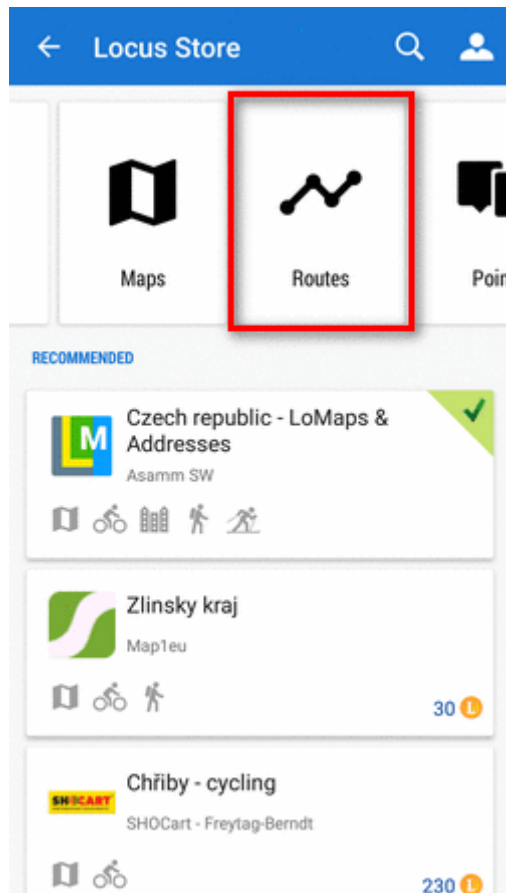 Locus Store
Maps
Routes
Poin
RECOMMENDED
Czech republic - LoMaps &
Addresses
Asamm SW
M
Zlinsky kraj
Map1eu
30 L
Chřiby - cycling
SHOCART
SHOCart - Freytag-Berndt
230 L